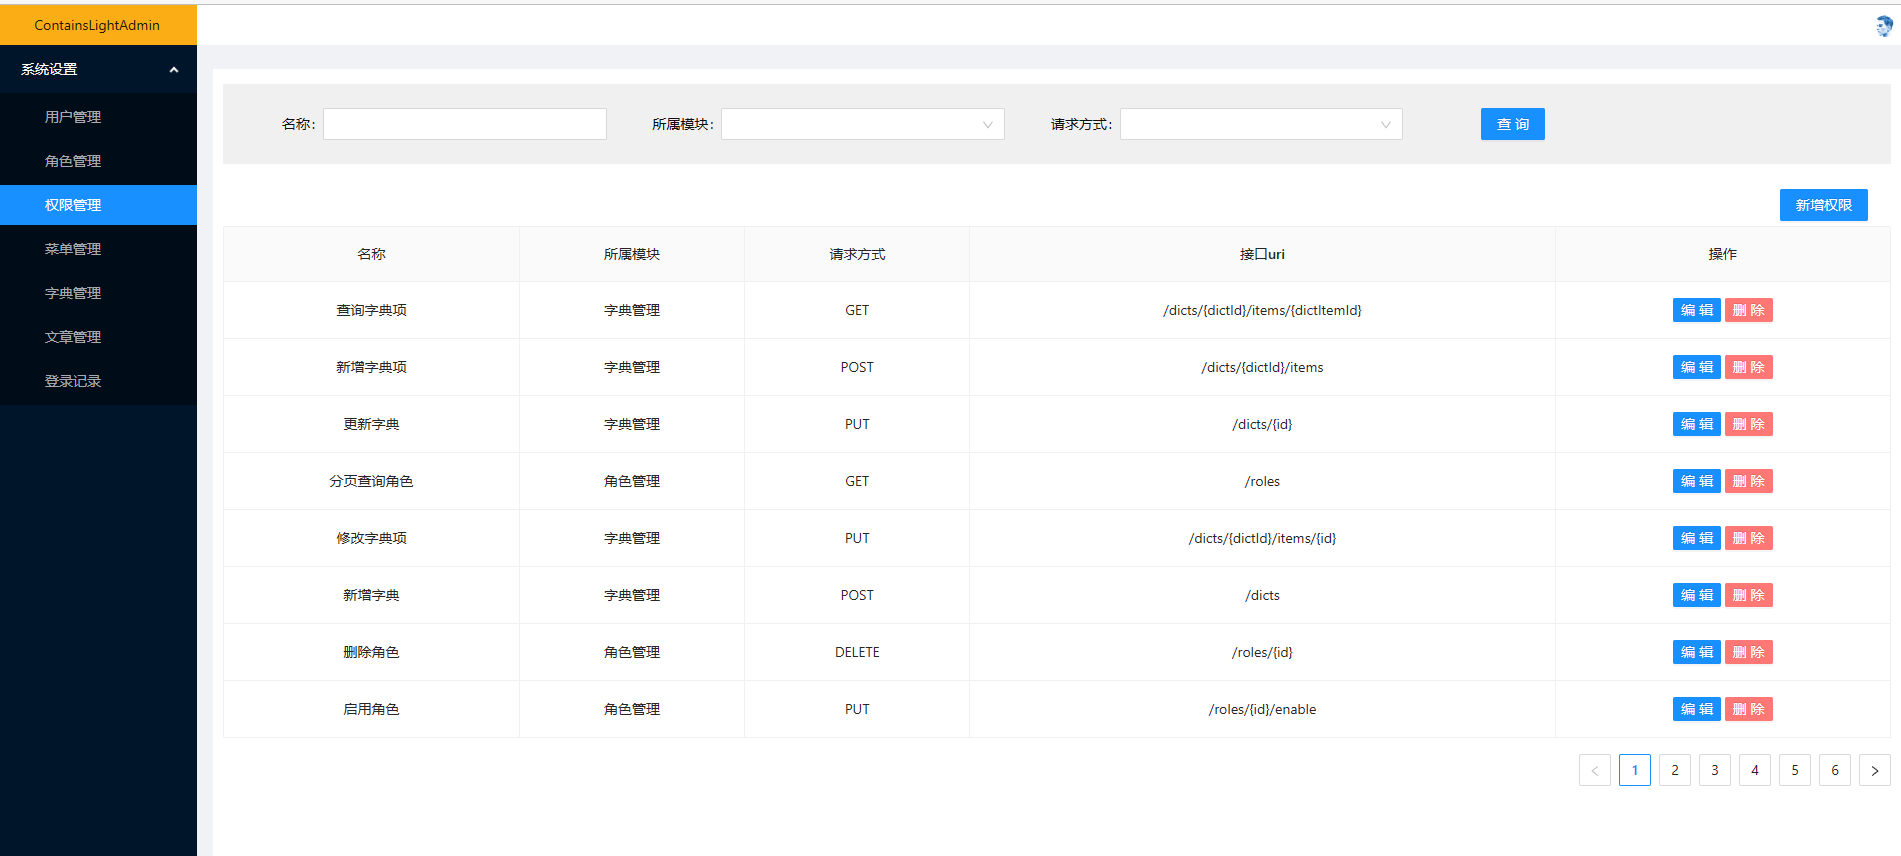 ContainsLightAdmin
系统设置
用户管理
角色管理
权限管理
菜单管理
字典管理
文章管理
登录记录
名称: 所属模块: 请求方式: 查 询
新增权限
名称 所属模块 请求方式 接口uri 操作
查询字典项 字典管理 GET /dicts/{dictId}/items/{dictItemId} 编 辑 删 除
新增字典项 字典管理 POST /dicts/{dictId}/items 编 辑 删 除
更新字典 字典管理 PUT /dicts/{id} 编 辑 删 除
分页查询角色 角色管理 GET /roles 编 辑 删 除
修改字典项 字典管理 PUT /dicts/{dictId}/items/{id} 编 辑 删 除
新增字典 字典管理 POST /dicts 编 辑 删 除
删除角色 角色管理 DELETE /roles/{id} 编 辑 删 除
启用角色 角色管理 PUT /roles/{id}/enable 编 辑 删 除
< 1 2 3 4 5 6 >